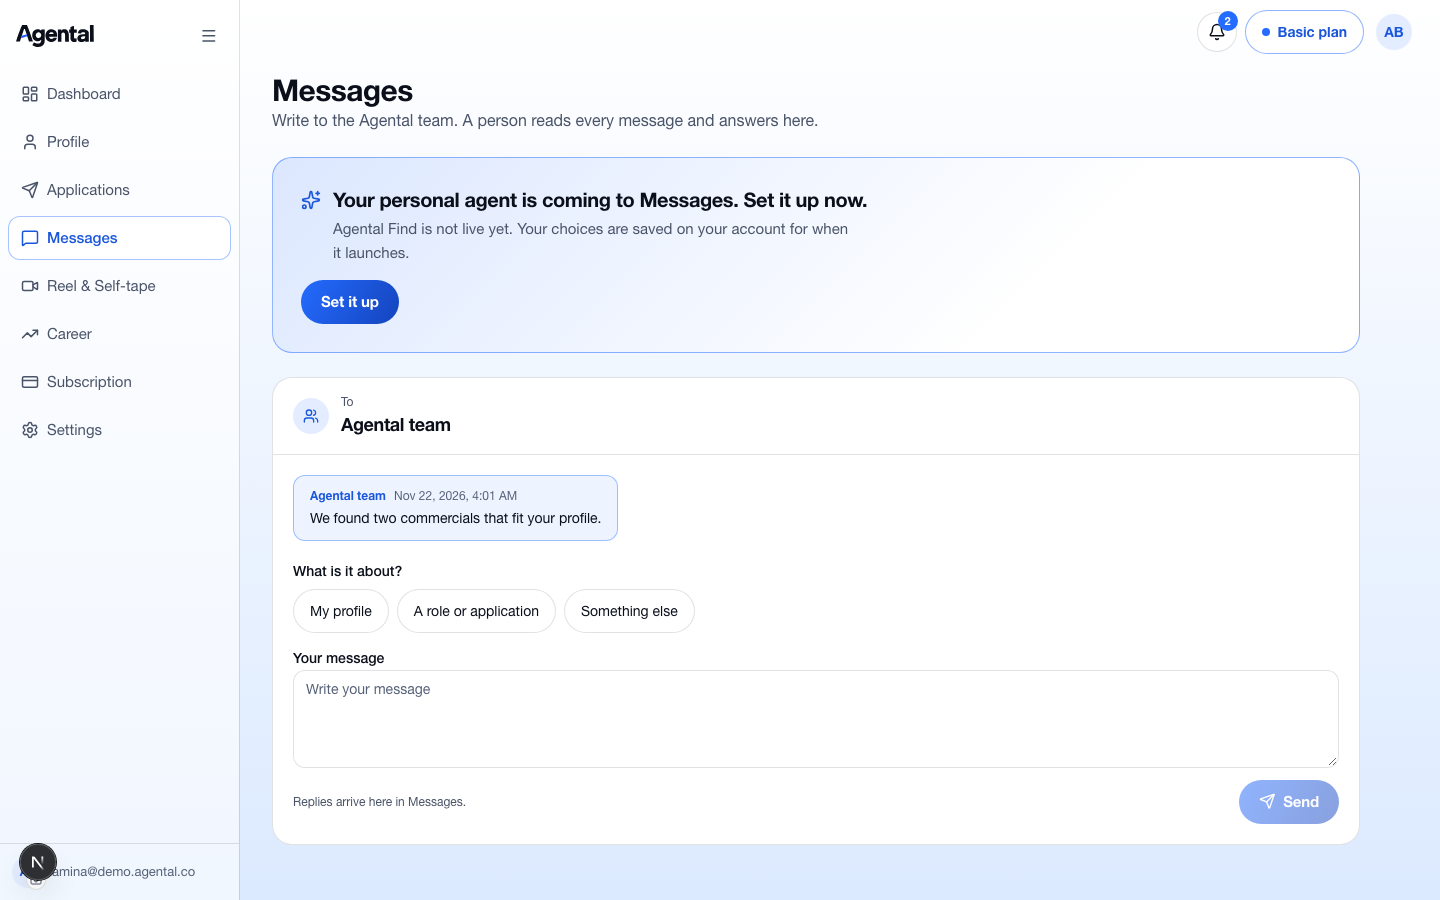 Agental
2
Basic plan
AB
Dashboard
Profile
Applications
Messages
Reel & Self-tape
Career
Subscription
Settings
Messages
Write to the Agental team. A person reads every message and answers here.
Your personal agent is coming to Messages. Set it up now.
Agental Find is not live yet. Your choices are saved on your account for when
it launches.
Set it up
To
Agental team
Agental team Nov 22, 2026, 4:01 AM
We found two commercials that fit your profile.
What is it about?
My profile
A role or application
Something else
Your message
Write your message
Replies arrive here in Messages.
Send
N
amina@demo.agental.co